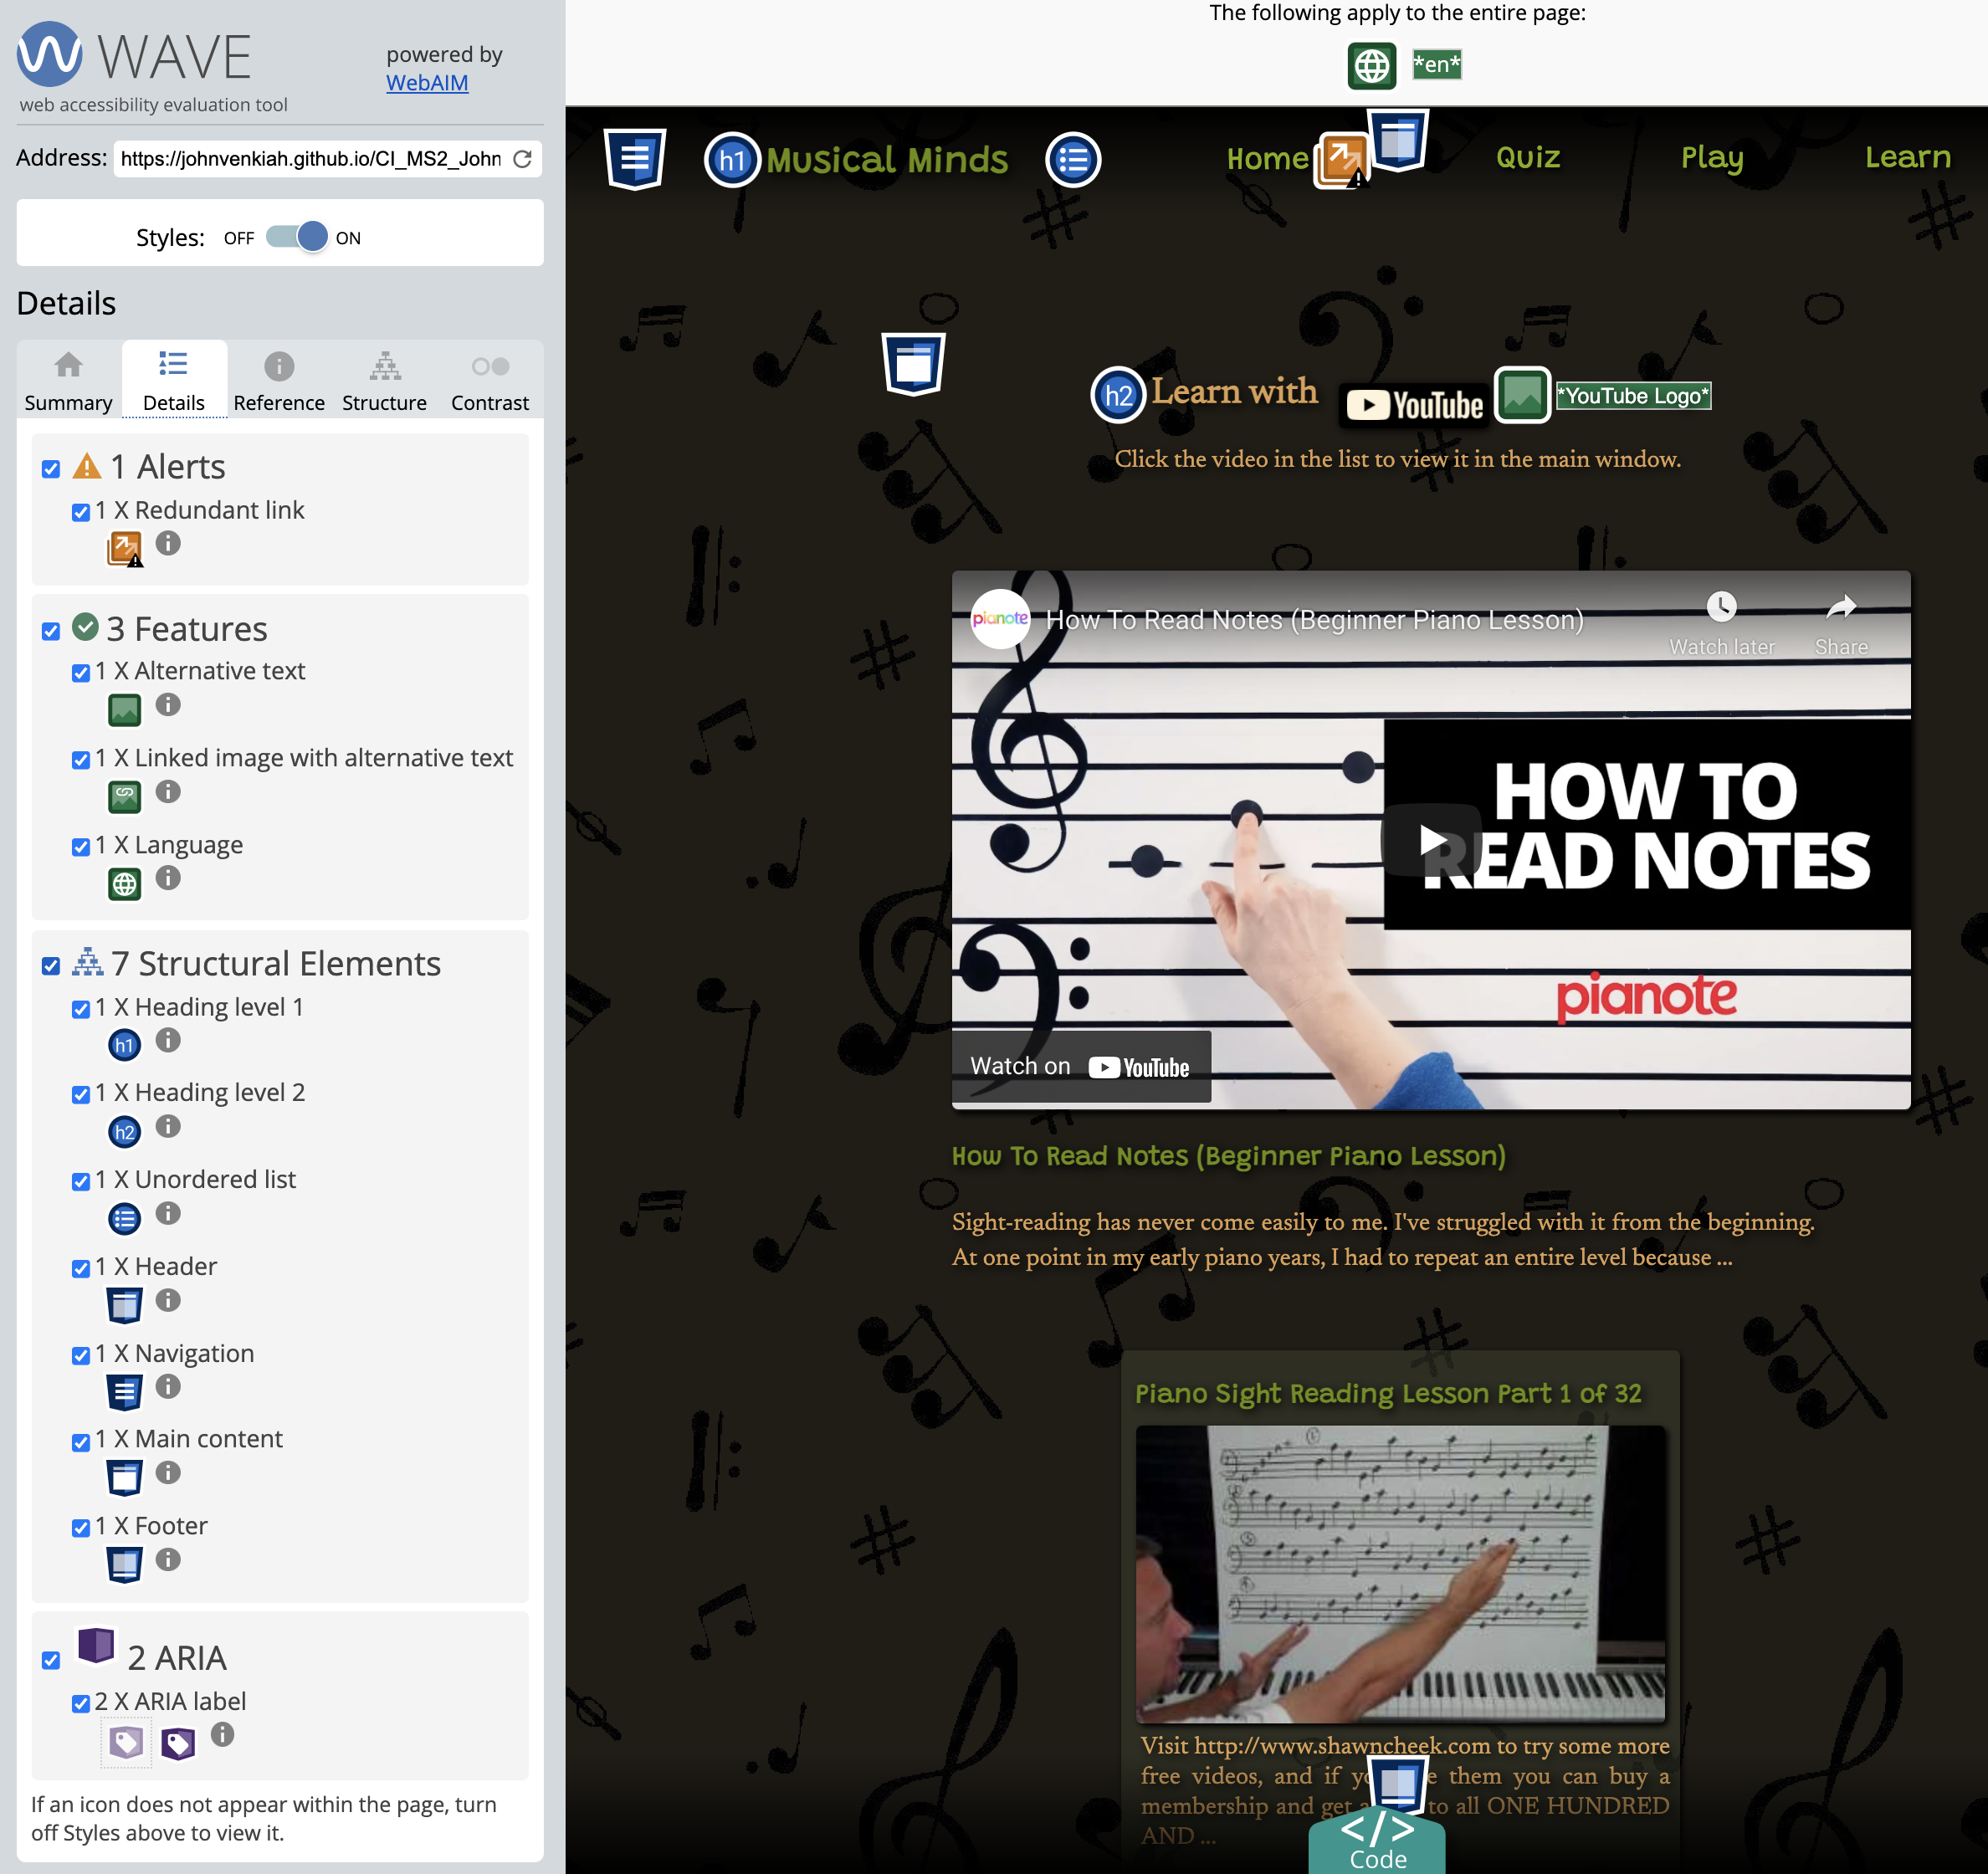 WAVE
powered by
WebAIM
web accessibility evaluation tool
Address: https://johnvenkiah.github.io/CI_MS2_John
Styles: OFF ON
Details
Summary Details Reference Structure Contrast
1 Alerts
1 X Redundant link
3 Features
1 X Alternative text
1 X Linked image with alternative text
1 X Language
7 Structural Elements
1 X Heading level 1
h1
1 X Heading level 2
h2
1 X Unordered list
1 X Header
1 X Navigation
1 X Main content
1 X Footer
2 ARIA
2 X ARIA label
If an icon does not appear within the page, turn
off Styles above to view it.
The following apply to the entire page:
*en*
h1 Musical Minds Home Quiz Play Learn
h2 Learn with YouTube *YouTube Logo*
Click the video in the list to view it in the main window.
pianote How To Read Notes (Beginner Piano Lesson)
Watch later Share
HOW TO
READ NOTES
pianote
Watch on YouTube
How To Read Notes (Beginner Piano Lesson)
Sight-reading has never come easily to me. I've struggled with it from the beginning.
At one point in my early piano years, I had to repeat an entire level because ...
Piano Sight Reading Lesson Part 1 of 32
Visit http://www.shawncheek.com to try some more
free videos, and if them you can buy a
membership and get to all ONE HUNDRED
AND ...
</> Code